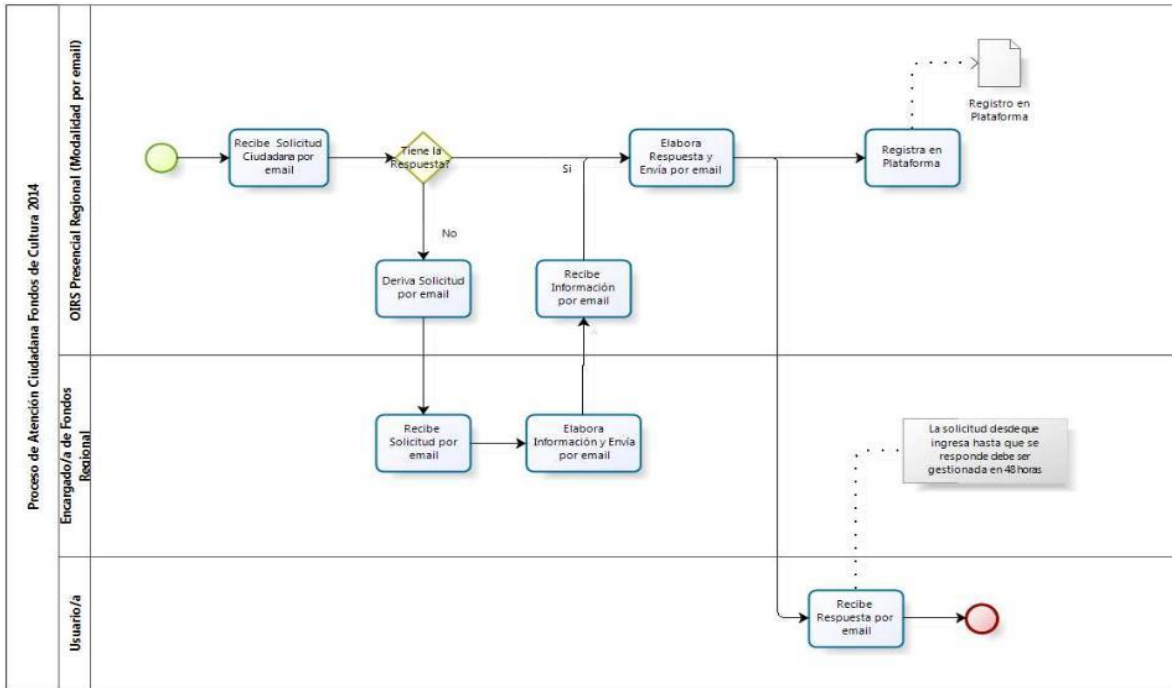 Proceso de Atención Ciudadana Fondos de Cultura 2014
OIRS Presencial Regional (Modalidad por email)
Recibe Solicitud
Ciudadana por
email
Tiene la
Respuesta?
Si
No
Elabora
Respuesta y
Envía por email
Registra en
Plataforma
Registro en
Plataforma
Deriva Solicitud
por email
Recibe
Información
por email
Encargado/a de Fondos
Regional
Recibe
Solicitud por
email
Elabora
Información y Envía
por email
La solicitud desde que
ingresa hasta que se
responde debe ser
gestionada en 48 horas
Usuario/a
Recibe
Respuesta por
email